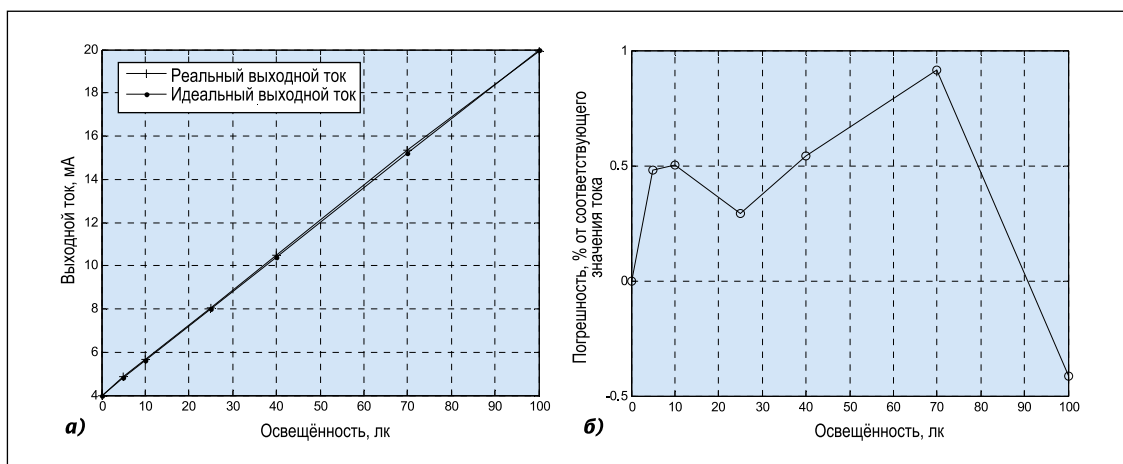 20
18
16
14
12
10
8
6
4
Выходной ток, мА
Реальный выходной ток
Идеальный выходной ток
0 10 20 30 40 50 60 70 80 90 100
Освещённость, лк
а)
1
0.5
0.0
-0.5
Погрешность, % от соответствующего
значения тока
0 10 20 30 40 50 60 70 80 90 100
Освещённость, лк
б)